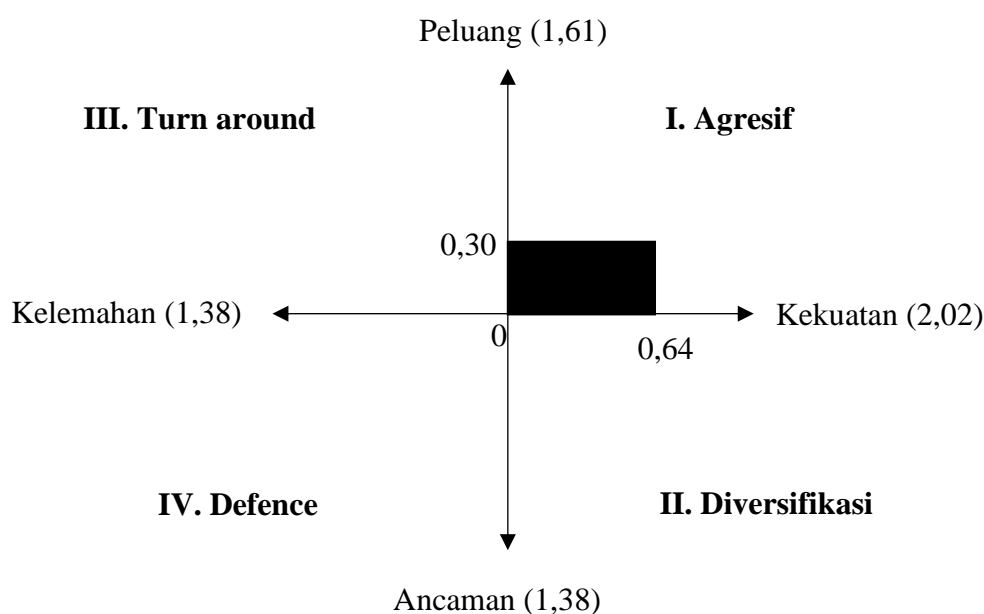 Peluang (1,61)
III. Turn around
I. Agresif
0,30
Kelemahan (1,38)
Kekuatan (2,02)
0
0,64
IV. Defence
II. Diversifikasi
Ancaman (1,38)